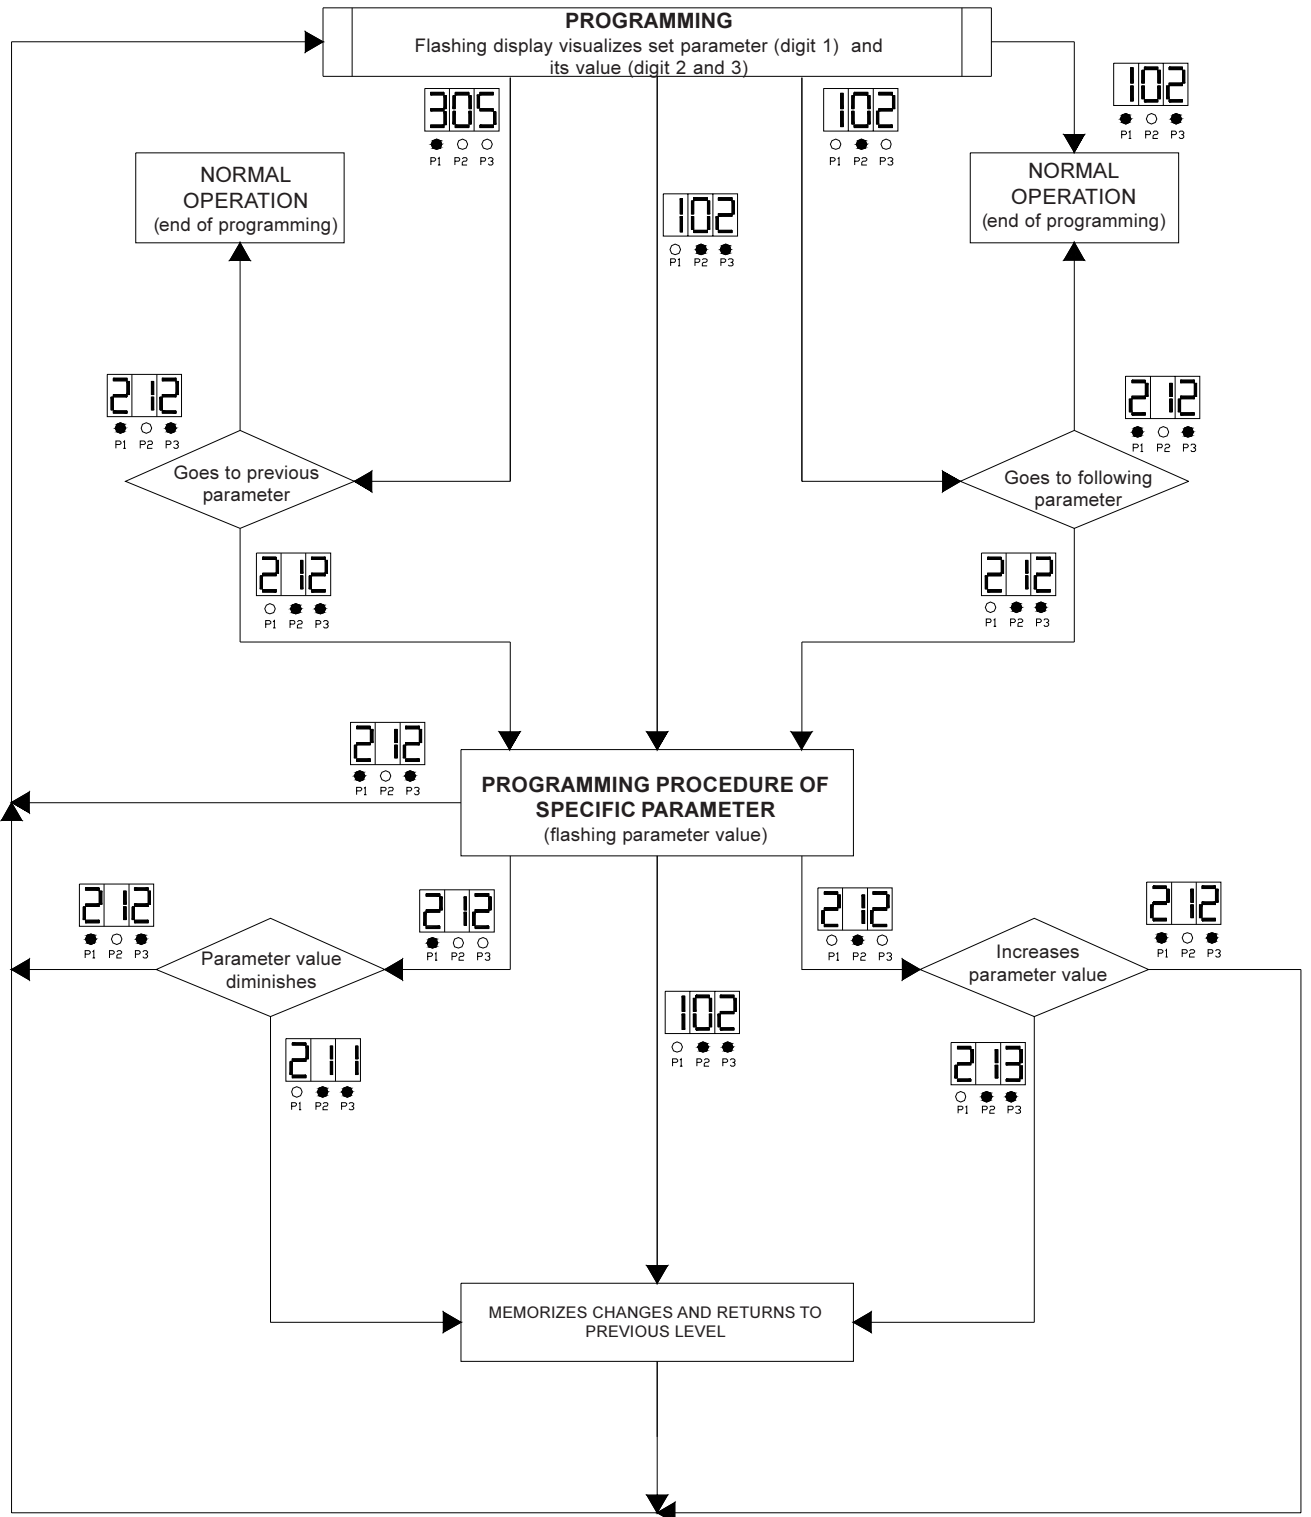 PROGRAMMING
Flashing display visualizes set parameter (digit 1) and
its value (digit 2 and 3)
305
P1 P2 P3
102
P1 P2 P3
102
P1 P2 P3
NORMAL
OPERATION
(end of programming)
102
P1 P2 P3
NORMAL
OPERATION
(end of programming)
212
P1 P2 P3
212
P1 P2 P3
Goes to previous
parameter
Goes to following
parameter
212
P1 P2 P3
212
P1 P2 P3
212
P1 P2 P3
PROGRAMMING PROCEDURE OF
SPECIFIC PARAMETER
(flashing parameter value)
212
P1 P2 P3
212
P1 P2 P3
212
P1 P2 P3
212
P1 P2 P3
Parameter value
diminishes
Increases
parameter value
102
P1 P2 P3
211
P1 P2 P3
213
P1 P2 P3
MEMORIZES CHANGES AND RETURNS TO
PREVIOUS LEVEL